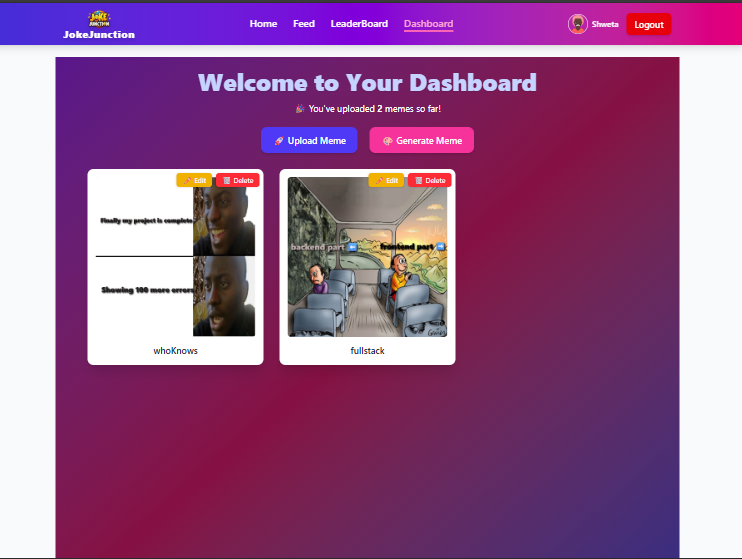 JOKE
JUNCTION
JokeJunction
Home Feed LeaderBoard Dashboard
Shweta Logout
Welcome to Your Dashboard
🎉 You've uploaded 2 memes so far!
🚀 Upload Meme 🎨 Generate Meme
Edit Delete
Edit Delete
Finally my project is complete
Showing 100 more errors
backend part ⬅️ frontend part ➡️
whoKnows
fullstack